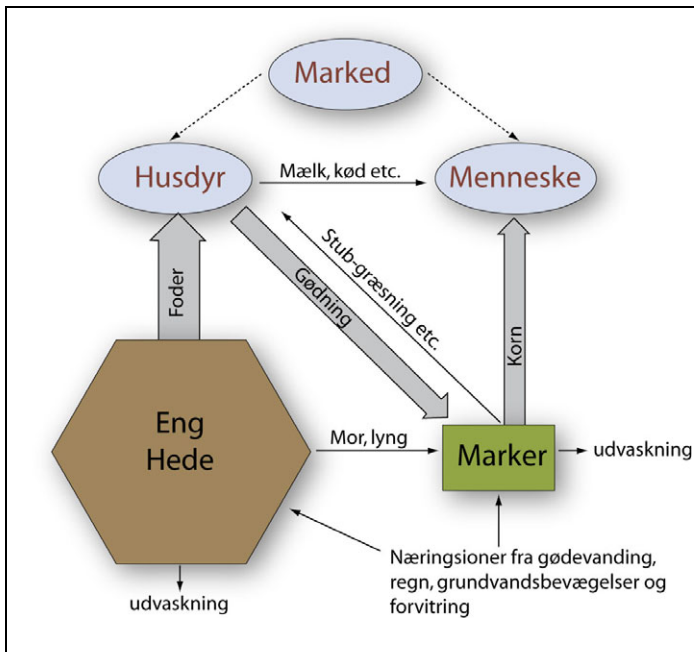 Marked
Husdyr
Mælk, kød etc.
Menneske
Foder
Gødning
Stub-græsning etc.
Korn
Eng
Hede
Mor, lyng
Marker
udvaskning
Næringsioner fra gødevanding,
regn, grundvandsbevægelser og
forvitring
udvaskning